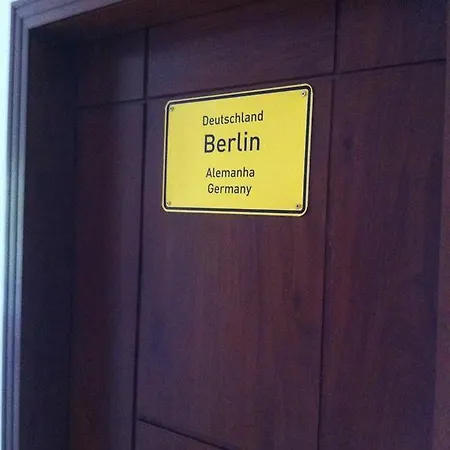 Deutschland
Berlin
Alemanha
Germany